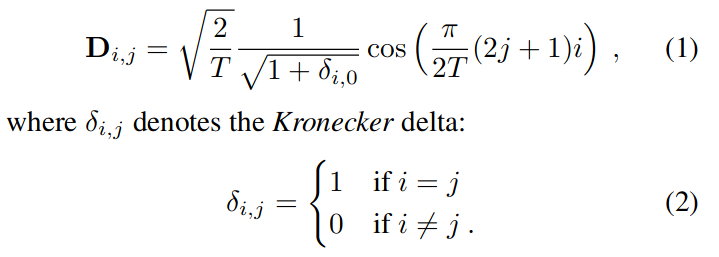 $$\mathbf{D}_{i,j} = \sqrt{\frac{2}{T}} \frac{1}{\sqrt{1 + \delta_{i,0}}} \cos\left(\frac{\pi}{2T}(2j+1)i\right) , \quad (1)$$
where $\delta_{i,j}$ denotes the Kronecker delta:
$$\delta_{i,j} = \begin{cases} 1 & \text{if } i = j \\ 0 & \text{if } i \neq j \, . \end{cases} \quad (2)$$